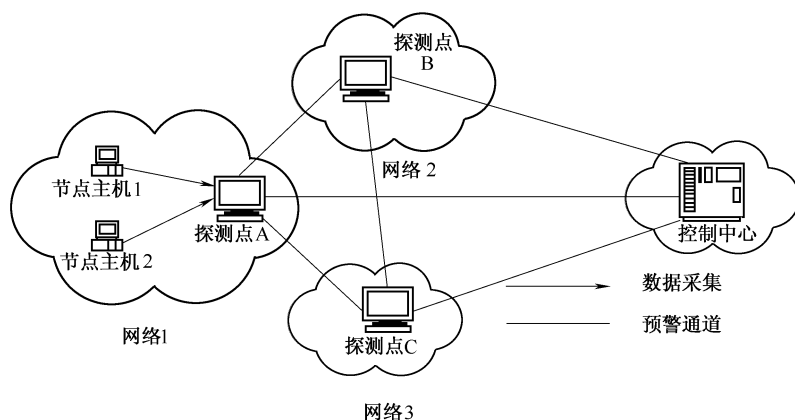 探测点
B
网络 2
节点主机1
探测点A
节点主机2
网络1
控制中心
探测点C
网络3
数据采集
预警通道